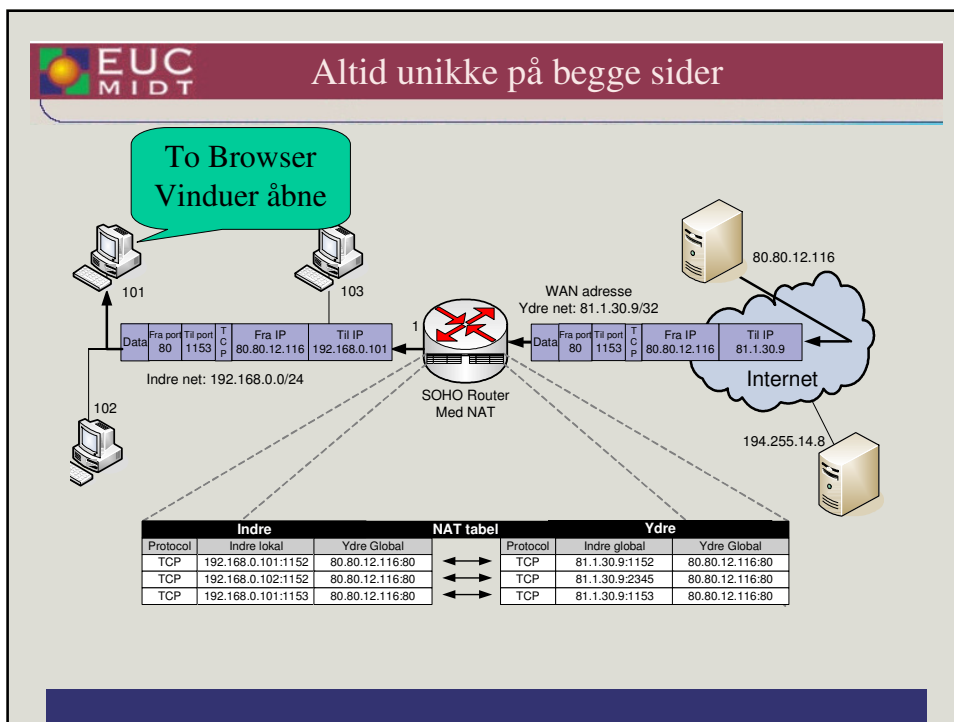 EUC
MIDT
Altid unikke på begge sider
To Browser
Vinduer åbne
101
103
102
80.80.12.116
WAN adresse
Ydre net: 81.1.30.9/32
1
Data
Fra port
80
Til port
1153
TCP
Fra IP
80.80.12.116
Til IP
192.168.0.101
Indre net: 192.168.0.0/24
SOHO Router
Med NAT
Data
Fra port
80
Til port
1153
TCP
Fra IP
80.80.12.116
Til IP
81.1.30.9
Internet
194.255.14.8
Indre NAT tabel Ydre
Protocol Indre lokal Ydre Global Protocol Indre global Ydre Global
TCP 192.168.0.101:1152 80.80.12.116:80 TCP 81.1.30.9:1152 80.80.12.116:80
TCP 192.168.0.102:1152 80.80.12.116:80 TCP 81.1.30.9:2345 80.80.12.116:80
TCP 192.168.0.101:1153 80.80.12.116:80 TCP 81.1.30.9:1153 80.80.12.116:80